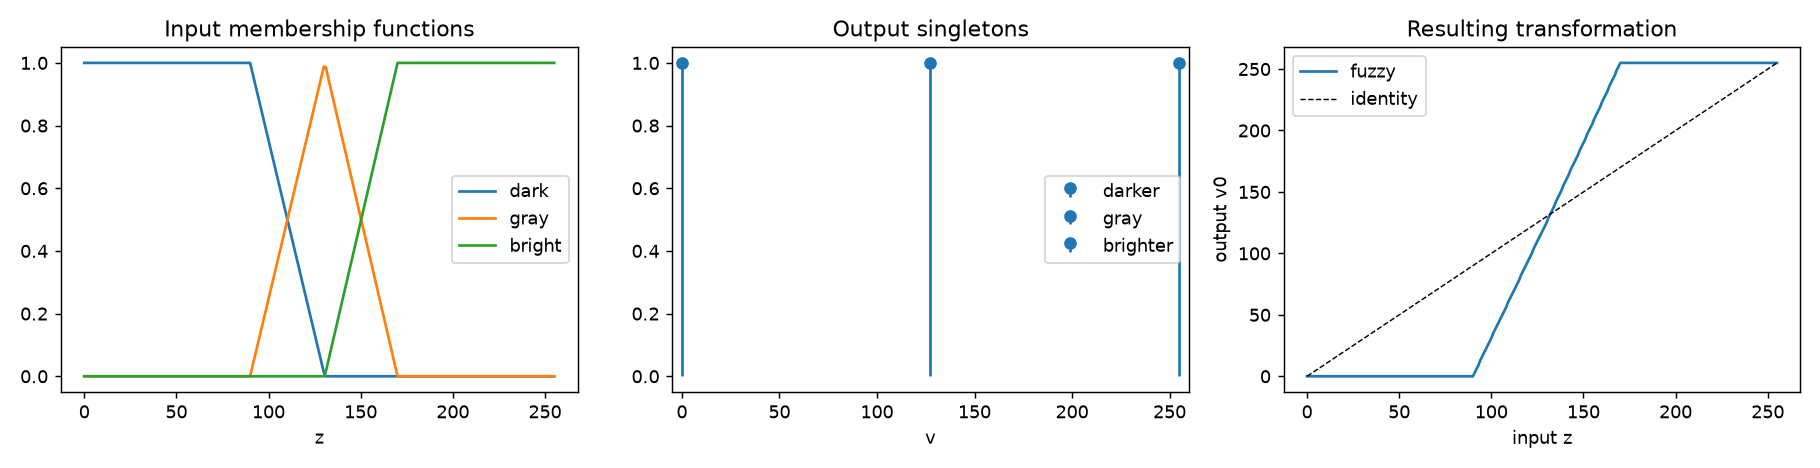 Input membership functions
1.0
0.8
0.6
0.4
0.2
0.0
dark
gray
bright
0 50 100 150 200 250
z
Output singletons
1.0
0.8
0.6
0.4
0.2
0.0
darker
gray
brighter
0 50 100 150 200 250
v
Resulting transformation
fuzzy
identity
output v0
250
200
150
100
50
0
0 50 100 150 200 250
input z